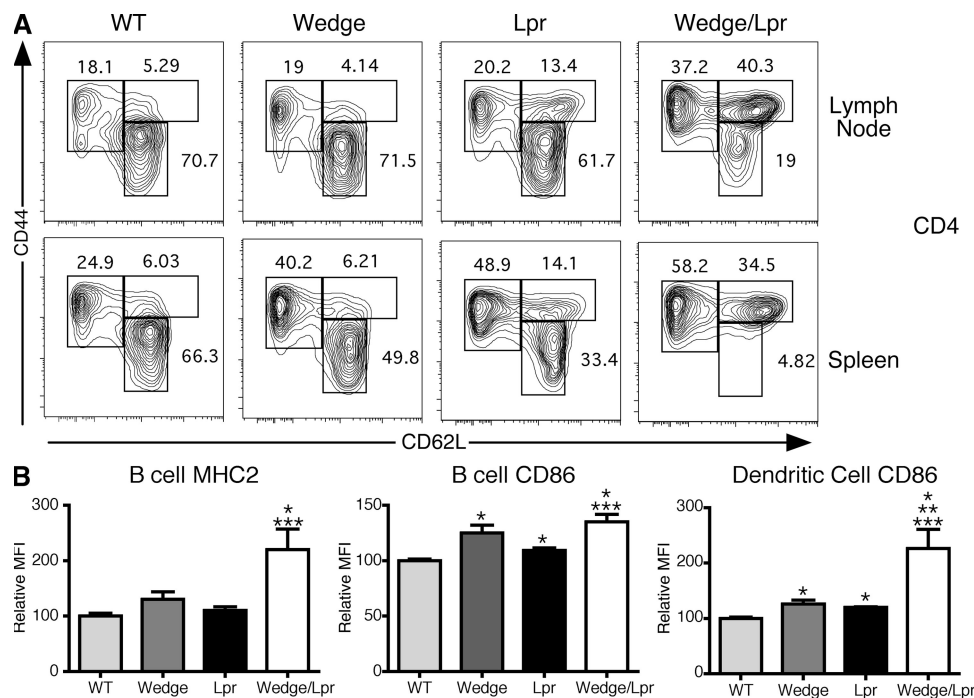 A
WT
Wedge
Lpr
Wedge/Lpr
18.1 5.29
19 4.14
20.2 13.4
37.2 40.3
Lymph
Node
70.7
71.5
61.7
19
CD44
CD4
24.9 6.03
40.2 6.21
48.9 14.1
58.2 34.5
66.3
49.8
33.4
4.82
Spleen
CD62L
B
B cell MHC2
Relative MFI
300
200
100
0
*
***
WT Wedge Lpr Wedge/Lpr
B cell CD86
Relative MFI
150
100
50
0
*
*
*
***
WT Wedge Lpr Wedge/Lpr
Dendritic Cell CD86
Relative MFI
300
200
100
0
*
*
*
**
***
WT Wedge Lpr Wedge/Lpr